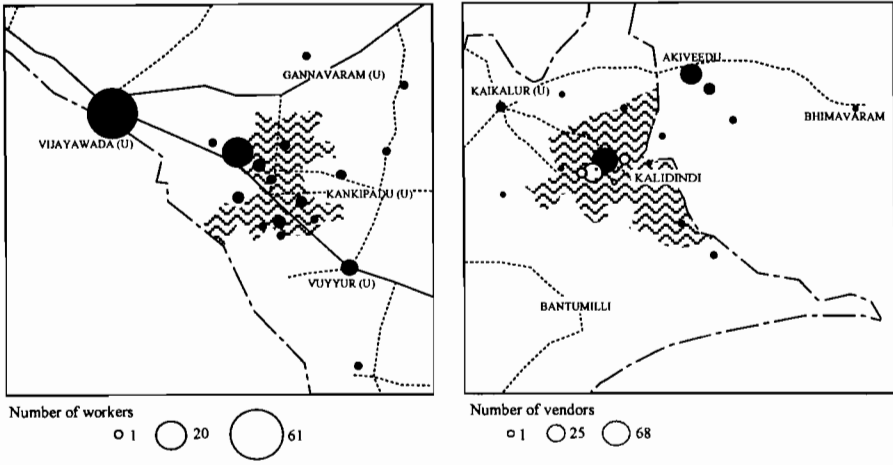 GANNAVARAM (U)
VIJAYAWADA (U)
KANKIPADU (U)
VUYYUR (U)
Number of workers
1 20 61
AKIVEEDU
KAIKALUR (U)
BHIMAVARAM
KALIDINDI
BANTUMILLI
Number of vendors
1 25 68